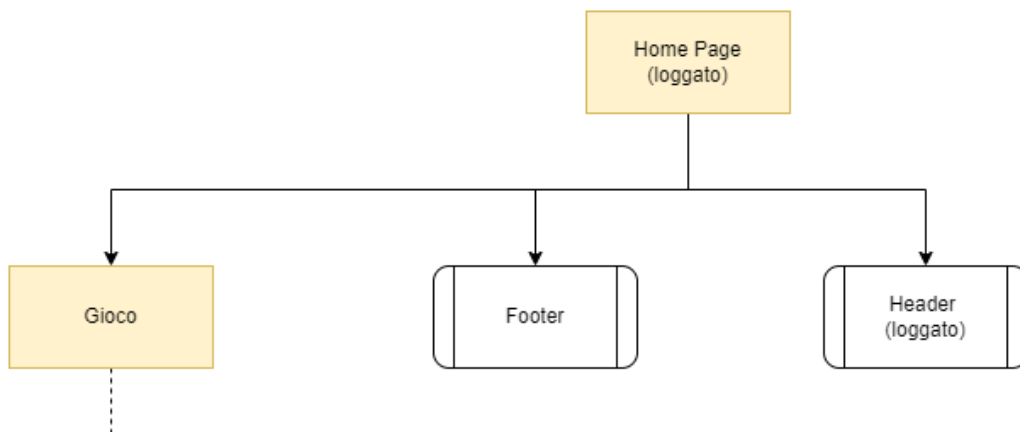 Home Page
(loggato)
Gioco
Footer
Header
(loggato)